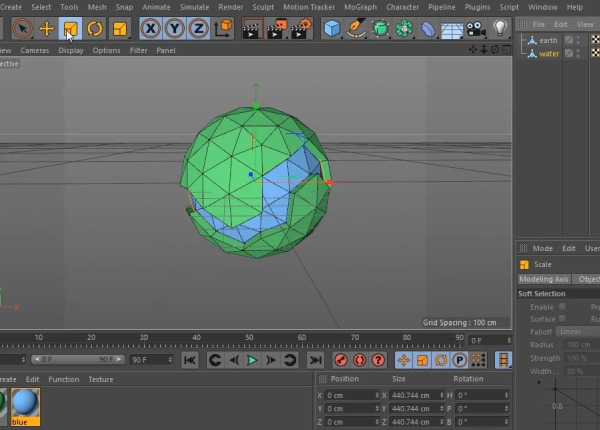 Create Select Tools Mesh Snap Animate Simulate Render Sculpt Motion Tracker MoGraph Character Pipeline Plugins Script Window
View Cameras Display Options Filter Panel
File Edit View
earth
water
Grid Spacing : 100 cm
X
10 20 30 40 50 60 70 80 90
0 F
0 F 90 F 90 F
Create Edit Function Texture
blue
Position Size Rotation
X 0 cm X 440.744 cm H 0 °
Y 0 cm Y 440.744 cm P 0 °
Z 0 cm Z 440.744 cm B 0 °
Mode Edit User
Scale
Modeling Axis Object
Soft Selection
Enable
Surface
Falloff Linear
Radius 100 cm
Strength 100 %
Width . . 50 %
0.8